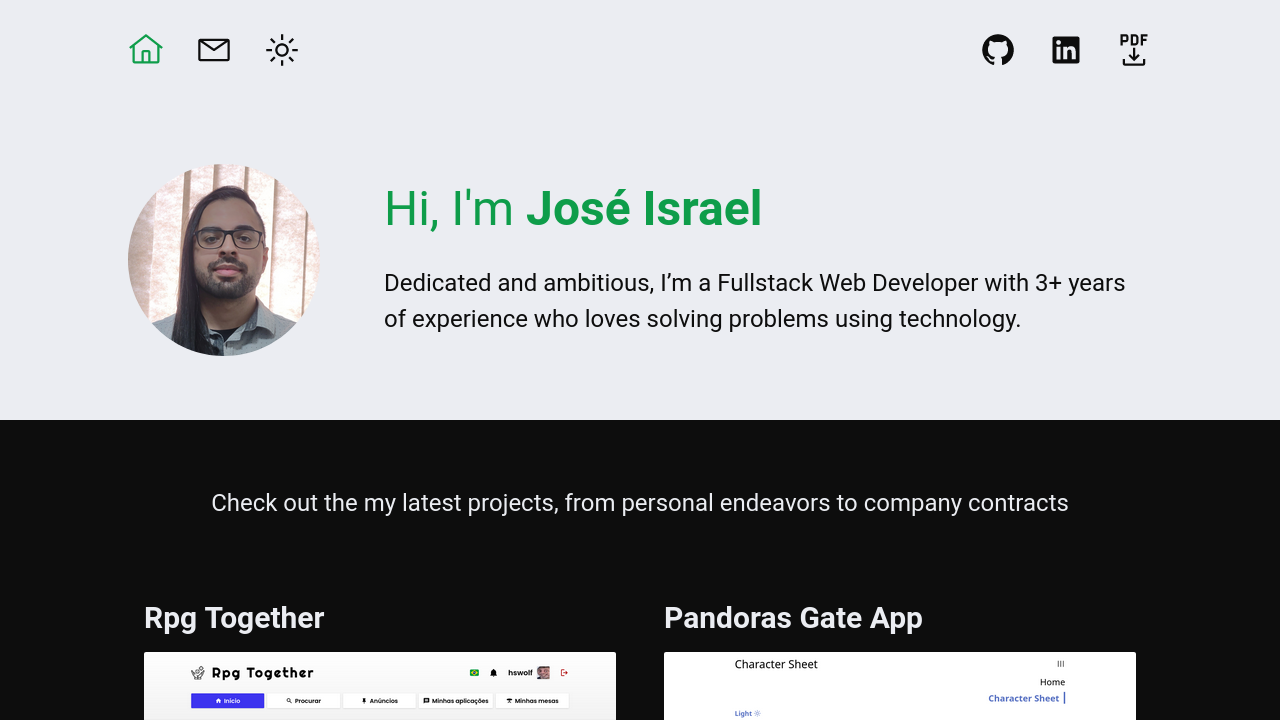 PDF
Hi, I'm José Israel
Dedicated and ambitious, I’m a Fullstack Web Developer with 3+ years
of experience who loves solving problems using technology.
Check out the my latest projects, from personal endeavors to company contracts
Rpg Together
Pandoras Gate App
Rpg Together
hswolf
Início
Procurar
Anúncios
Minhas aplicações
Minhas mesas
Character Sheet
Home
Character Sheet
Light